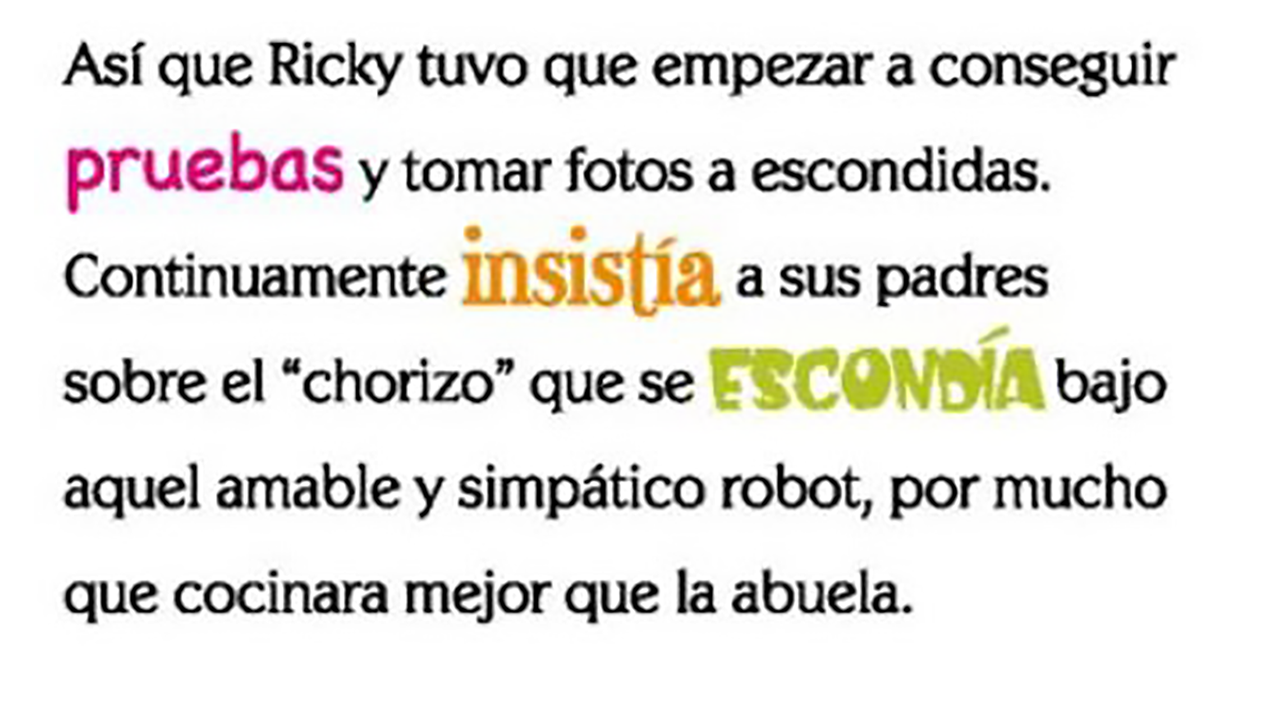 Así que Ricky tuvo que empezar a conseguir
pruebas y tomar fotos a escondidas.
Continuamente insistía a sus padres
sobre el “chorizo” que se ESCONDÍA bajo
aquel amable y simpático robot, por mucho
que cocinara mejor que la abuela.